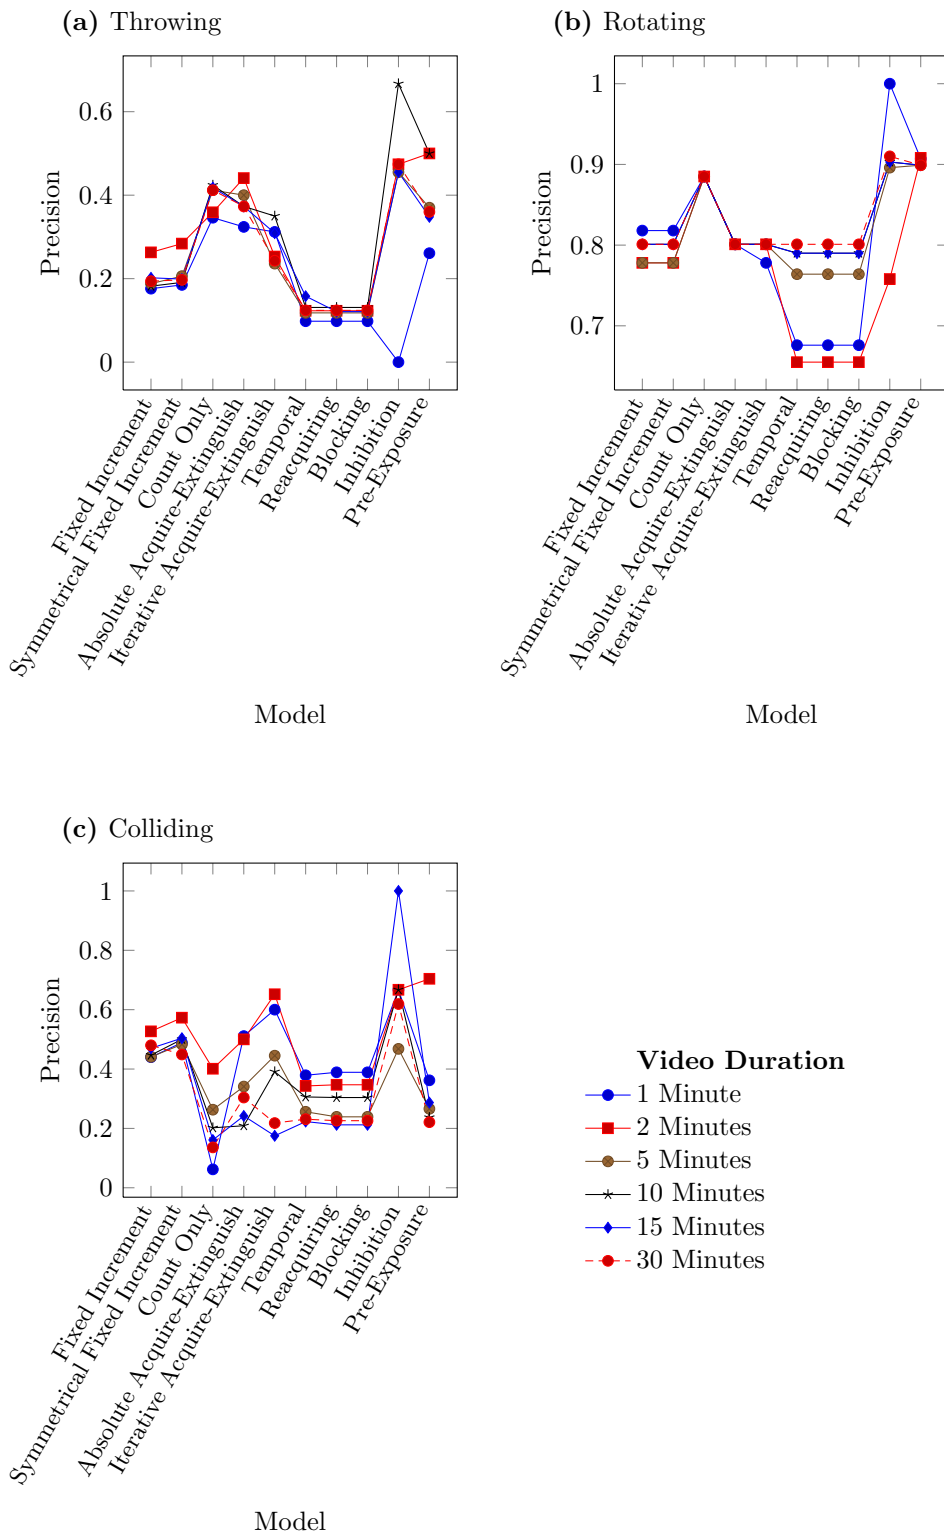 (a) Throwing
0.6
0.4
0.2
0
Precision
Fixed Increment
Symmetrical Fixed Increment
Count Only
Absolute Acquire-Extinguish
Iterative Acquire-Extinguish
Temporal
Reacquiring
Blocking
Inhibition
Pre-Exposure
Model
(b) Rotating
1
0.9
0.8
0.7
Precision
Fixed Increment
Symmetrical Fixed Increment
Count Only
Absolute Acquire-Extinguish
Iterative Acquire-Extinguish
Temporal
Reacquiring
Blocking
Inhibition
Pre-Exposure
Model
(c) Colliding
1
0.8
0.6
0.4
0.2
0
Precision
Fixed Increment
Symmetrical Fixed Increment
Count Only
Absolute Acquire-Extinguish
Iterative Acquire-Extinguish
Temporal
Reacquiring
Blocking
Inhibition
Pre-Exposure
Model
Video Duration
1 Minute
2 Minutes
5 Minutes
10 Minutes
15 Minutes
30 Minutes